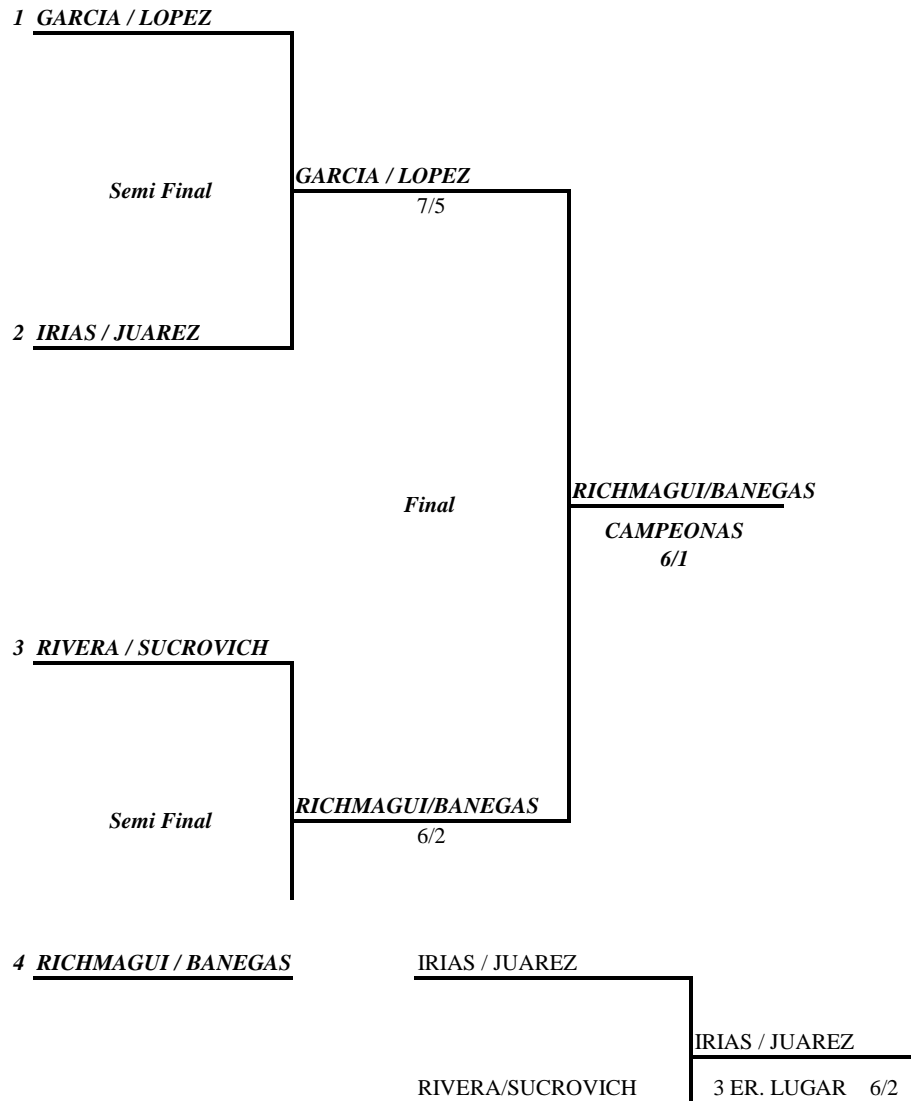 1 GARCIA / LOPEZ
Semi Final
GARCIA / LOPEZ
7/5
2 IRIAS / JUAREZ
Final
RICHMAGUI/BANEGAS
CAMPEONAS
6/1
3 RIVERA / SUCROVICH
Semi Final
RICHMAGUI/BANEGAS
6/2
4 RICHMAGUI / BANEGAS
IRIAS / JUAREZ
IRIAS / JUAREZ
RIVERA/SUCROVICH
3 ER. LUGAR 6/2